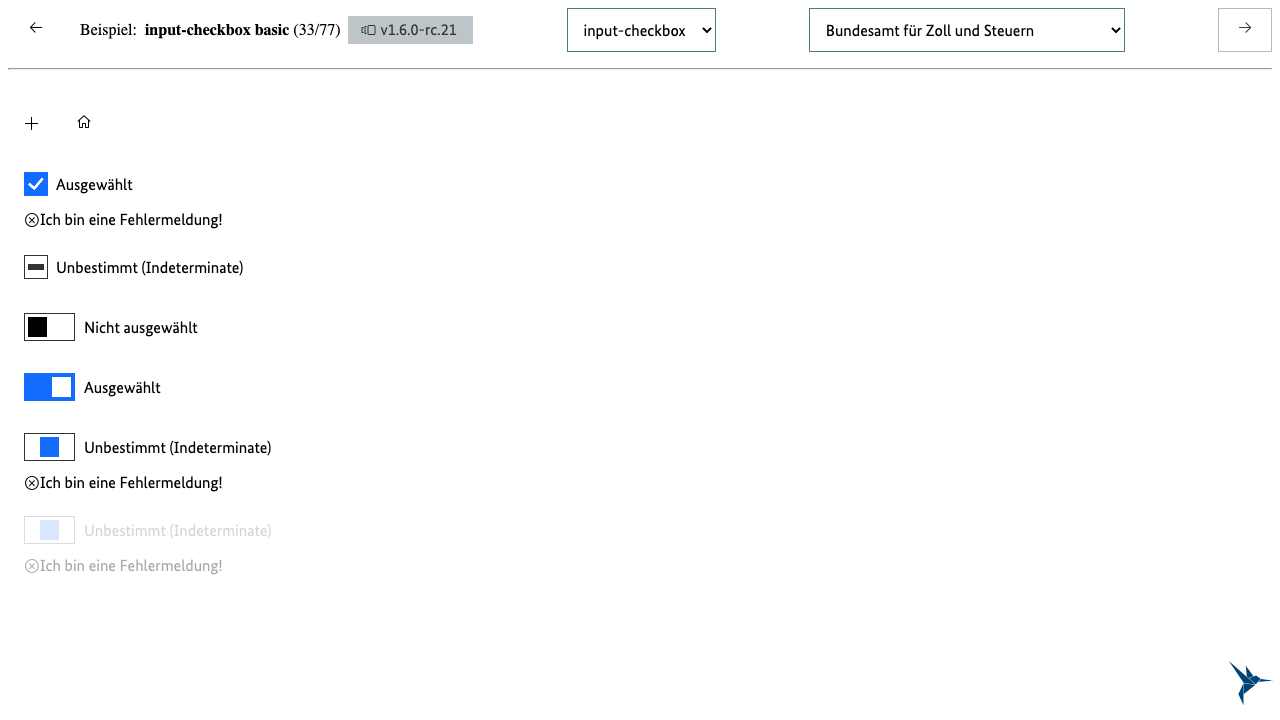 Beispiel: input-checkbox basic (33/77) v1.6.0-rc.21 input-checkbox Bundesamt für Zoll und Steuern
Ausgewählt
Ich bin eine Fehlermeldung!
Unbestimmt (Indeterminate)
Nicht ausgewählt
Ausgewählt
Unbestimmt (Indeterminate)
Ich bin eine Fehlermeldung!
Unbestimmt (Indeterminate)
Ich bin eine Fehlermeldung!